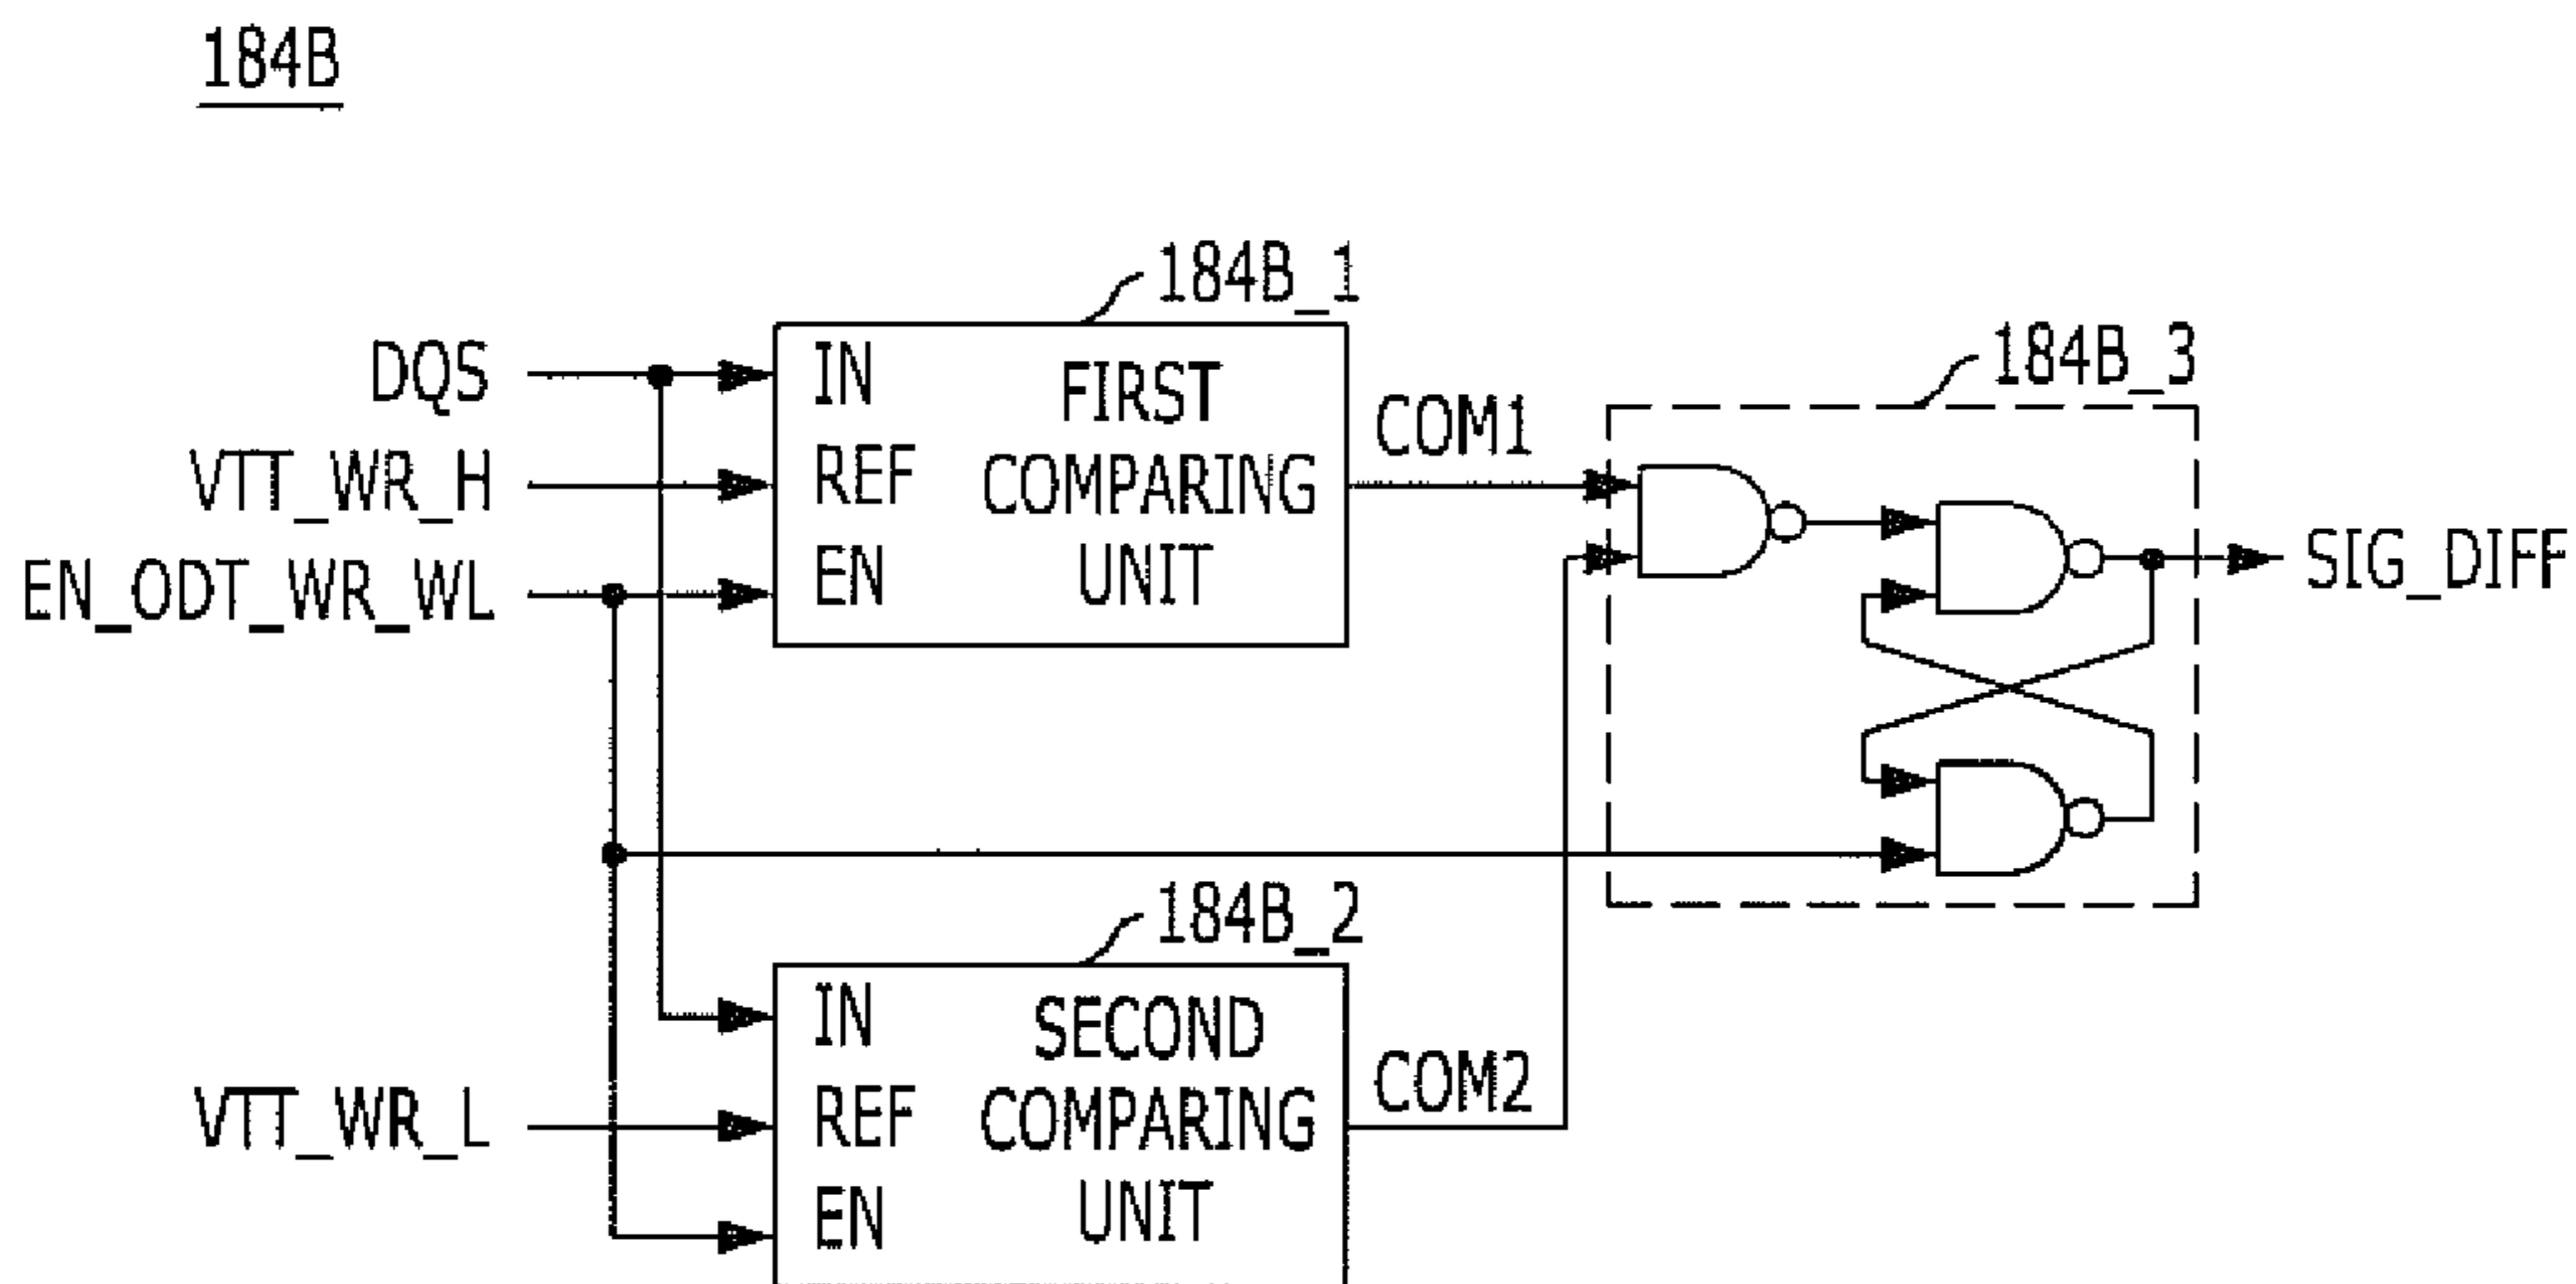 184B
184B_1
DQS
VTT_WR_H
EN_ODT_WR_WL
IN
REF
EN
FIRST
COMPARING
UNIT
COM1
184B_3
SIG_DIFF
184B_2
VTT_WR_L
IN
REF
EN
SECOND
COMPARING
UNIT
COM2